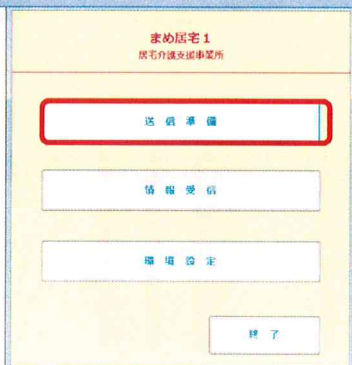 まめ居宅1
居宅介護支援事業所
送信準備
情報受信
環境設定
終了